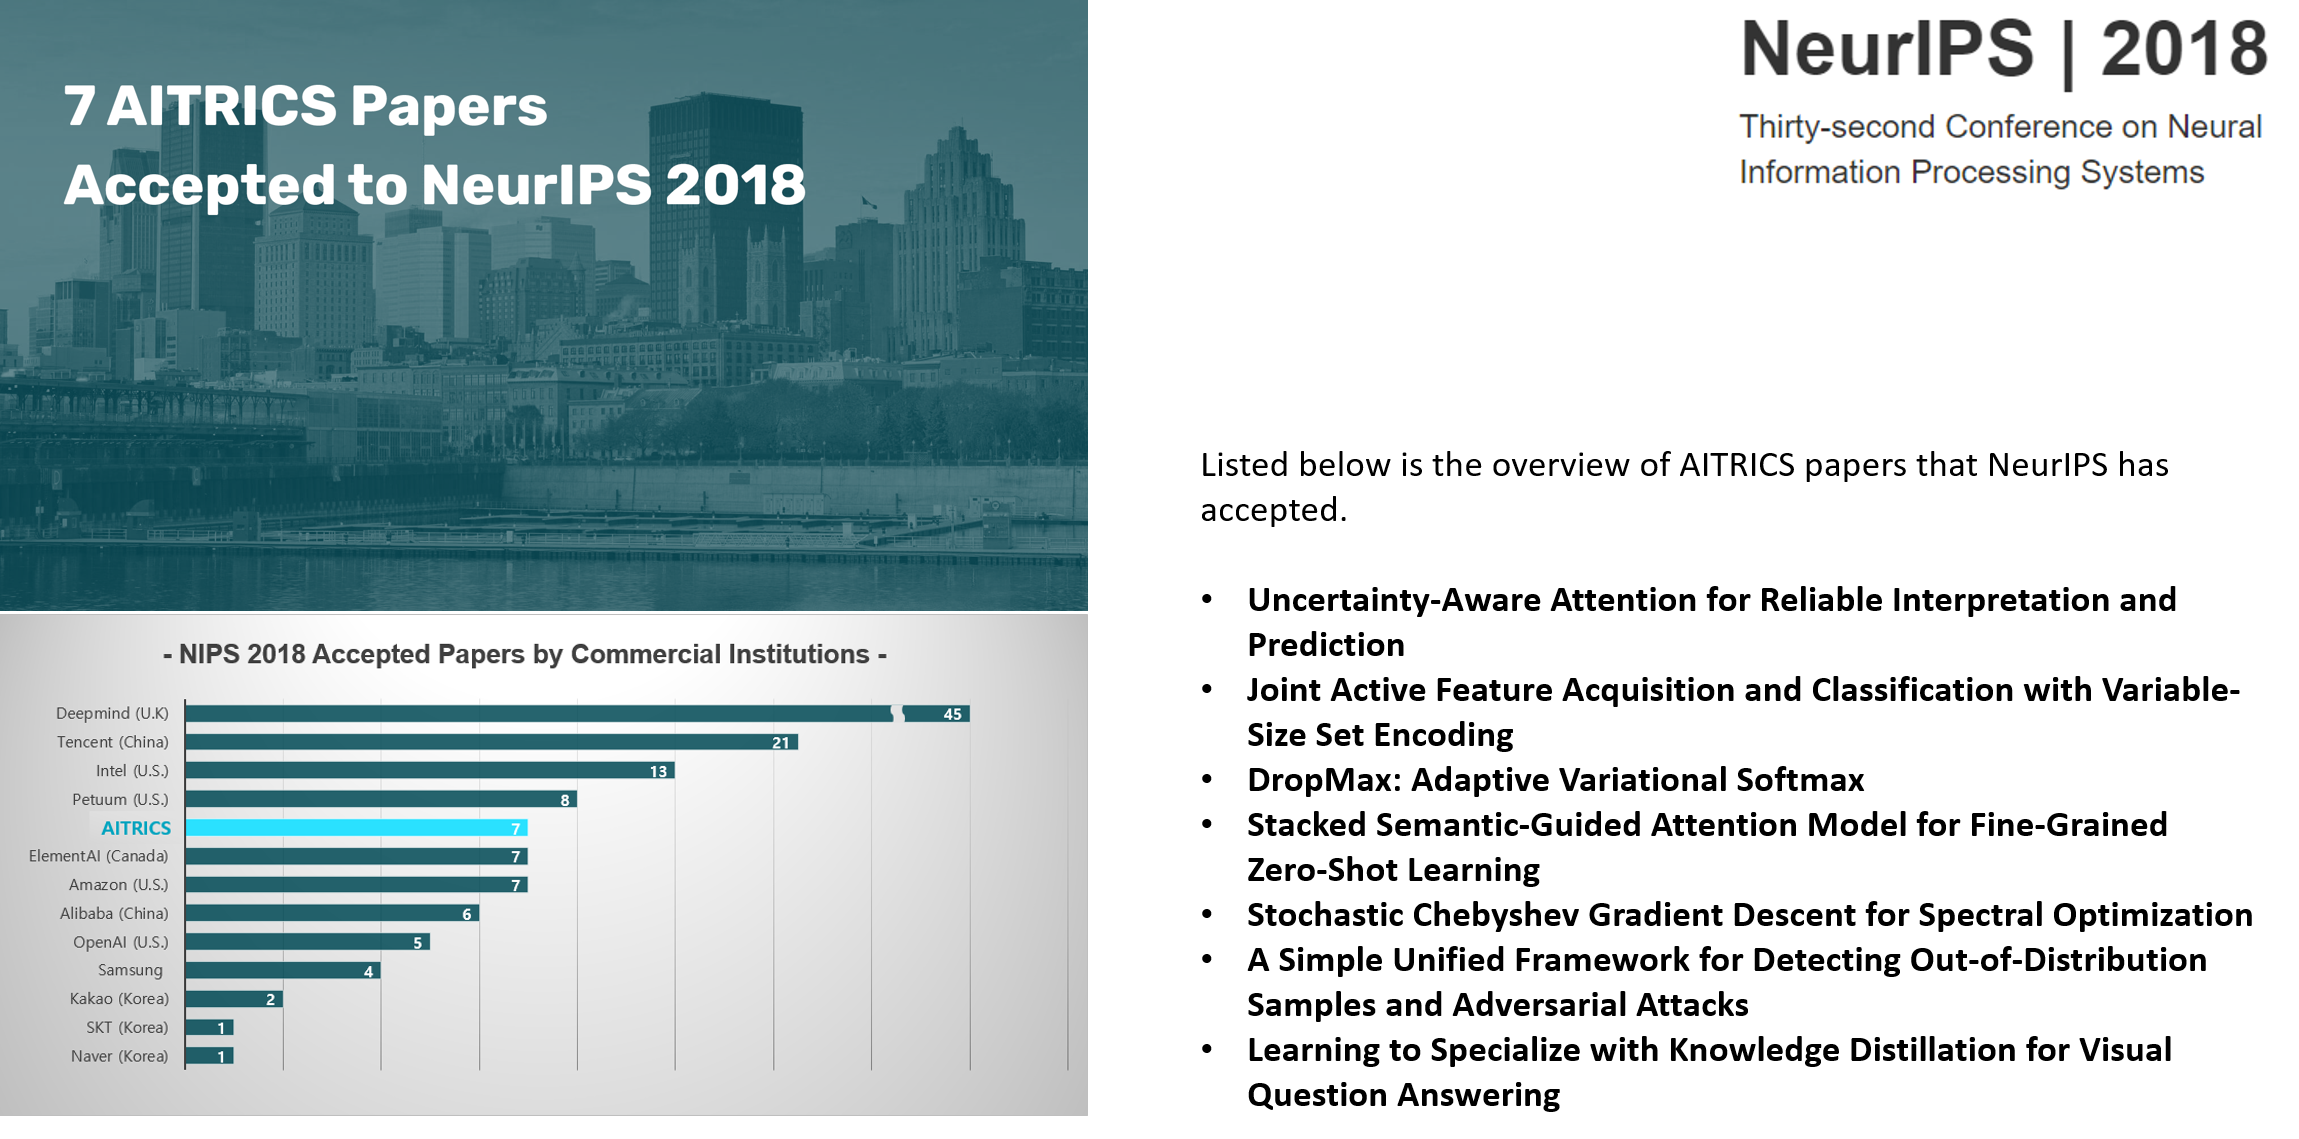 7 AITRICS Papers
Accepted to NeurIPS 2018
- NIPS 2018 Accepted Papers by Commercial Institutions -
Deepmind (U.K) 45
Tencent (China) 21
Intel (U.S.) 13
Petuum (U.S.) 8
AITRICS 7
ElementAI (Canada) 7
Amazon (U.S.) 7
Alibaba (China) 6
OpenAI (U.S.) 5
Samsung 4
Kakao (Korea) 2
SKT (Korea) 1
Naver (Korea) 1
NeurIPS | 2018
Thirty-second Conference on Neural
Information Processing Systems
Listed below is the overview of AITRICS papers that NeurIPS has
accepted.
• Uncertainty-Aware Attention for Reliable Interpretation and
Prediction
• Joint Active Feature Acquisition and Classification with Variable-
Size Set Encoding
• DropMax: Adaptive Variational Softmax
• Stacked Semantic-Guided Attention Model for Fine-Grained
Zero-Shot Learning
• Stochastic Chebyshev Gradient Descent for Spectral Optimization
• A Simple Unified Framework for Detecting Out-of-Distribution
Samples and Adversarial Attacks
• Learning to Specialize with Knowledge Distillation for Visual
Question Answering